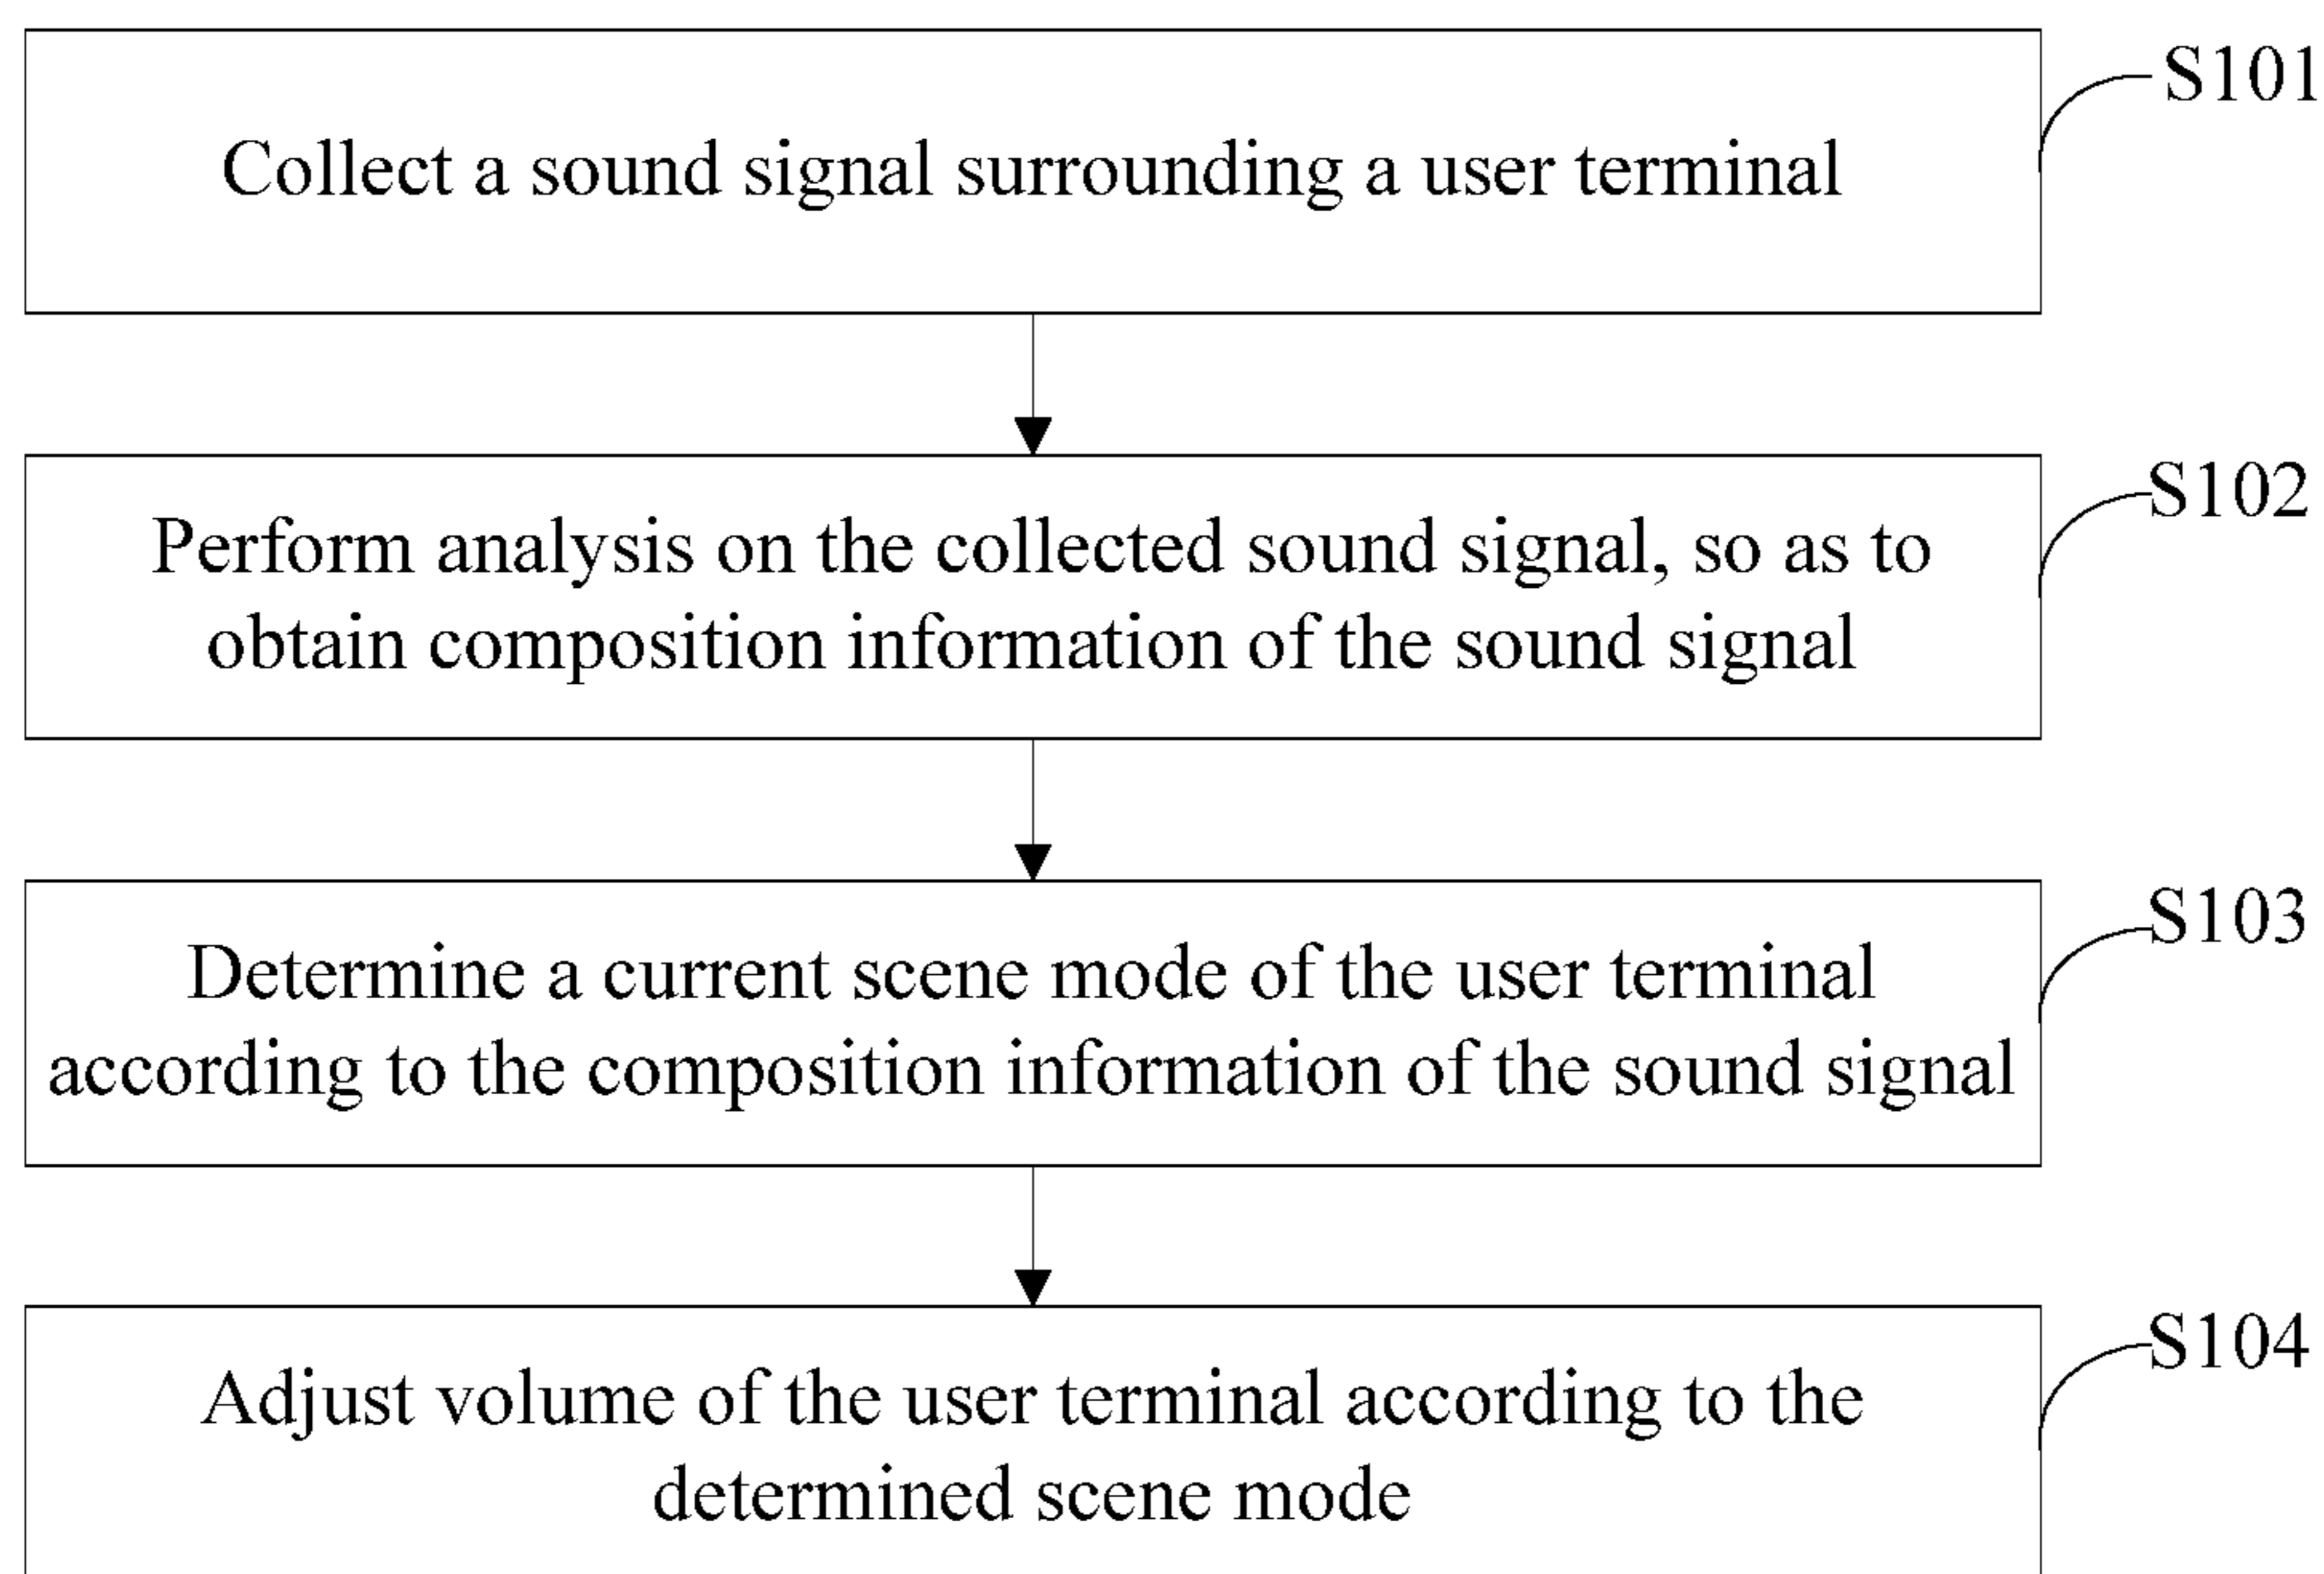 S101
Collect a sound signal surrounding a user terminal
S102
Perform analysis on the collected sound signal, so as to
obtain composition information of the sound signal
S103
Determine a current scene mode of the user terminal
according to the composition information of the sound signal
S104
Adjust volume of the user terminal according to the
determined scene mode